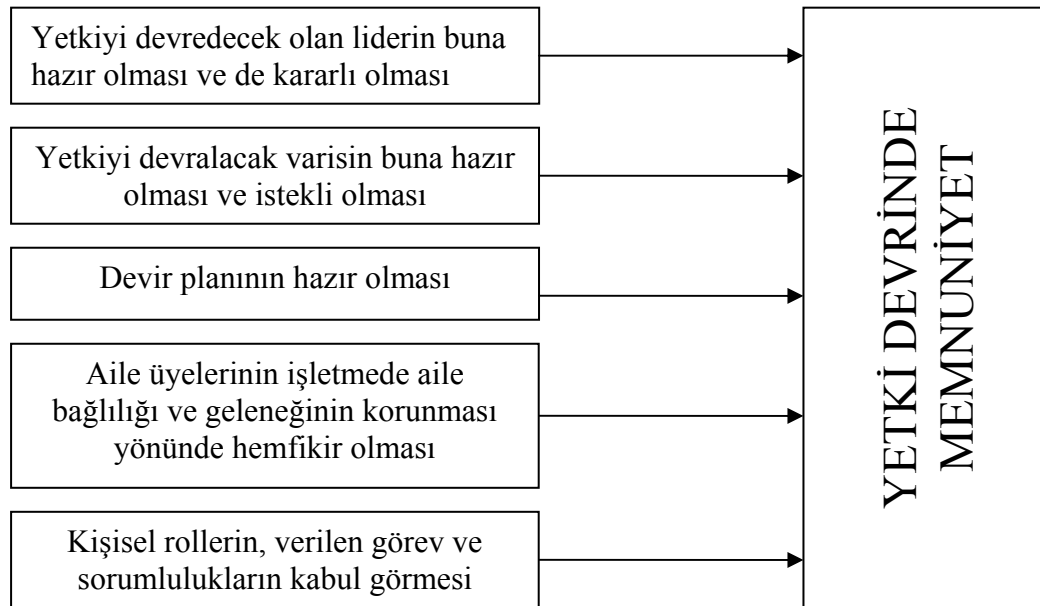 Yetkiyi devredecek olan liderin buna
hazır olması ve de kararlı olması
Yetkiyi devralacak varisin buna hazır
olması ve istekli olması
Devir planının hazır olması
Aile üyelerinin işletmede aile
bağlılığı ve geleneğinin korunması
yönünde hemfikir olması
Kişisel rollerin, verilen görev ve
sorumlulukların kabul görmesi
YETKİ DEVRİNDE
MEMNUNİYET